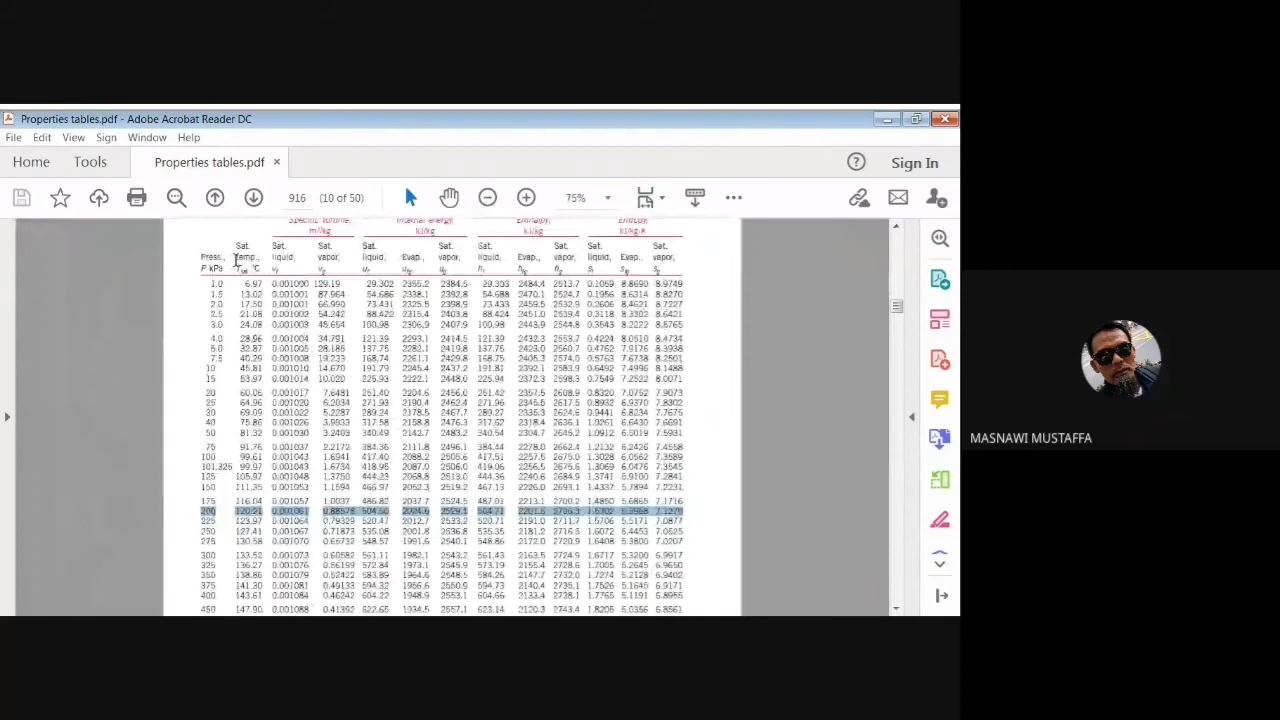 Properties tables.pdf - Adobe Acrobat Reader DC
File Edit View Sign Window Help
Home Tools Properties tables.pdf × Sign In
916 (10 of 50) 75%
Specific volume, Internal energy, Enthalpy, Entropy,
m³/kg kJ/kg kJ/kg kJ/kg·K
Sat. Sat. Sat. Sat. Sat. Sat. Sat. Sat. Sat.
Press., Temp., liquid, vapor, liquid, Evap., vapor, liquid, Evap., vapor, liquid, Evap., vapor,
P kPa Tsat °C vf vg uf ufg ug hf hfg hg sf sfg sg
1.0 6.97 0.001000 129.19 29.302 2355.2 2384.5 29.303 2484.4 2513.7 0.1059 8.8690 8.9749
1.5 13.02 0.001001 87.964 54.686 2338.1 2392.8 54.688 2470.1 2524.7 0.1956 8.6314 8.8270
2.0 17.50 0.001001 66.990 73.431 2325.5 2398.9 73.433 2459.5 2532.9 0.2606 8.4621 8.7227
2.5 21.08 0.001002 54.242 88.422 2315.4 2403.8 88.424 2451.0 2539.4 0.3118 8.3302 8.6421
3.0 24.08 0.001003 45.654 100.98 2306.9 2407.9 100.98 2443.9 2544.8 0.3543 8.2222 8.5765
4.0 28.96 0.001004 34.791 121.39 2293.1 2414.5 121.39 2432.3 2553.7 0.4224 8.0510 8.4734
5.0 32.87 0.001005 28.185 137.75 2282.1 2419.8 137.75 2423.0 2560.7 0.4762 7.9176 8.3938
7.5 40.29 0.001008 19.233 168.74 2261.1 2429.8 168.75 2405.3 2574.0 0.5763 7.6738 8.2501
10 45.81 0.001010 14.670 191.79 2245.4 2437.2 191.81 2392.1 2583.9 0.6492 7.4996 8.1488
15 53.97 0.001014 10.020 225.93 2222.1 2448.0 225.94 2372.3 2598.3 0.7549 7.2522 8.0071
20 60.06 0.001017 7.6481 251.40 2204.6 2456.0 251.42 2357.5 2608.9 0.8320 7.0752 7.9073
25 64.96 0.001020 6.2034 271.93 2190.4 2462.4 271.96 2345.5 2617.5 0.8932 6.9370 7.8302
30 69.09 0.001022 5.2287 289.24 2178.5 2467.7 289.27 2335.3 2624.6 0.9441 6.8234 7.7675
40 75.86 0.001026 3.9933 317.58 2158.8 2476.3 317.62 2318.4 2636.1 1.0261 6.6430 7.6691
50 81.32 0.001030 3.2403 340.49 2142.7 2483.2 340.54 2304.7 2645.2 1.0912 6.5019 7.5931
75 91.76 0.001037 2.2172 384.36 2111.8 2496.1 384.44 2278.0 2662.4 1.2132 6.2426 7.4558
100 99.61 0.001043 1.6941 417.40 2088.2 2505.6 417.51 2257.5 2675.0 1.3028 6.0562 7.3589
101.325 99.97 0.001043 1.6734 418.95 2087.0 2506.0 419.06 2256.5 2675.6 1.3069 6.0476 7.3545
125 105.97 0.001048 1.3750 444.23 2068.8 2513.0 444.36 2240.6 2684.9 1.3741 5.9100 7.2841
150 111.35 0.001053 1.1594 466.97 2052.3 2519.2 467.13 2226.0 2693.1 1.4337 5.7894 7.2231
175 116.04 0.001057 1.0037 486.82 2037.7 2524.5 487.01 2213.1 2700.2 1.4850 5.6865 7.1716
200 120.21 0.001061 0.88578 504.50 2024.6 2529.1 504.71 2201.6 2706.3 1.5302 5.5968 7.1270
225 123.97 0.001064 0.79329 520.47 2012.7 2533.2 520.71 2191.0 2711.7 1.5706 5.5171 7.0877
250 127.41 0.001067 0.71873 535.08 2001.8 2536.8 535.35 2181.2 2716.5 1.6072 5.4453 7.0525
275 130.58 0.001070 0.65732 548.57 1991.6 2540.1 548.86 2172.0 2720.9 1.6408 5.3800 7.0207
300 133.52 0.001073 0.60582 561.11 1982.1 2543.2 561.43 2163.5 2724.9 1.6717 5.3200 6.9917
325 136.27 0.001076 0.56199 572.84 1973.1 2545.9 573.19 2155.4 2728.6 1.7005 5.2645 6.9650
350 138.86 0.001079 0.52422 583.89 1964.6 2548.5 584.26 2147.7 2732.0 1.7274 5.2128 6.9402
375 141.30 0.001081 0.49133 594.32 1956.6 2550.9 594.73 2140.4 2735.1 1.7526 5.1645 6.9171
400 143.61 0.001084 0.46242 604.22 1948.9 2553.1 604.66 2133.4 2738.1 1.7765 5.1191 6.8955
450 147.90 0.001088 0.41392 622.65 1934.5 2557.1 623.14 2120.3 2743.4 1.8205 5.0356 6.8561
MASNAWI MUSTAFFA